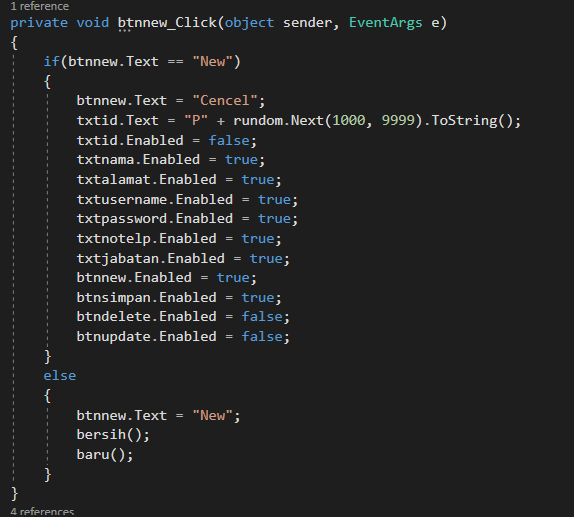 1 reference
private void btnnew_Click(object sender, EventArgs e)
{
if(btnnew.Text == "New")
{
btnnew.Text = "Cencel";
txtid.Text = "P" + rundom.Next(1000, 9999).ToString();
txtid.Enabled = false;
txtnama.Enabled = true;
txtalamat.Enabled = true;
txtusername.Enabled = true;
txtpassword.Enabled = true;
txtnotelp.Enabled = true;
txtjabatan.Enabled = true;
btnnew.Enabled = true;
btnsimpan.Enabled = true;
btndelete.Enabled = false;
btnupdate.Enabled = false;
}
else
{
btnnew.Text = "New";
bersih();
baru();
}
}
4 references